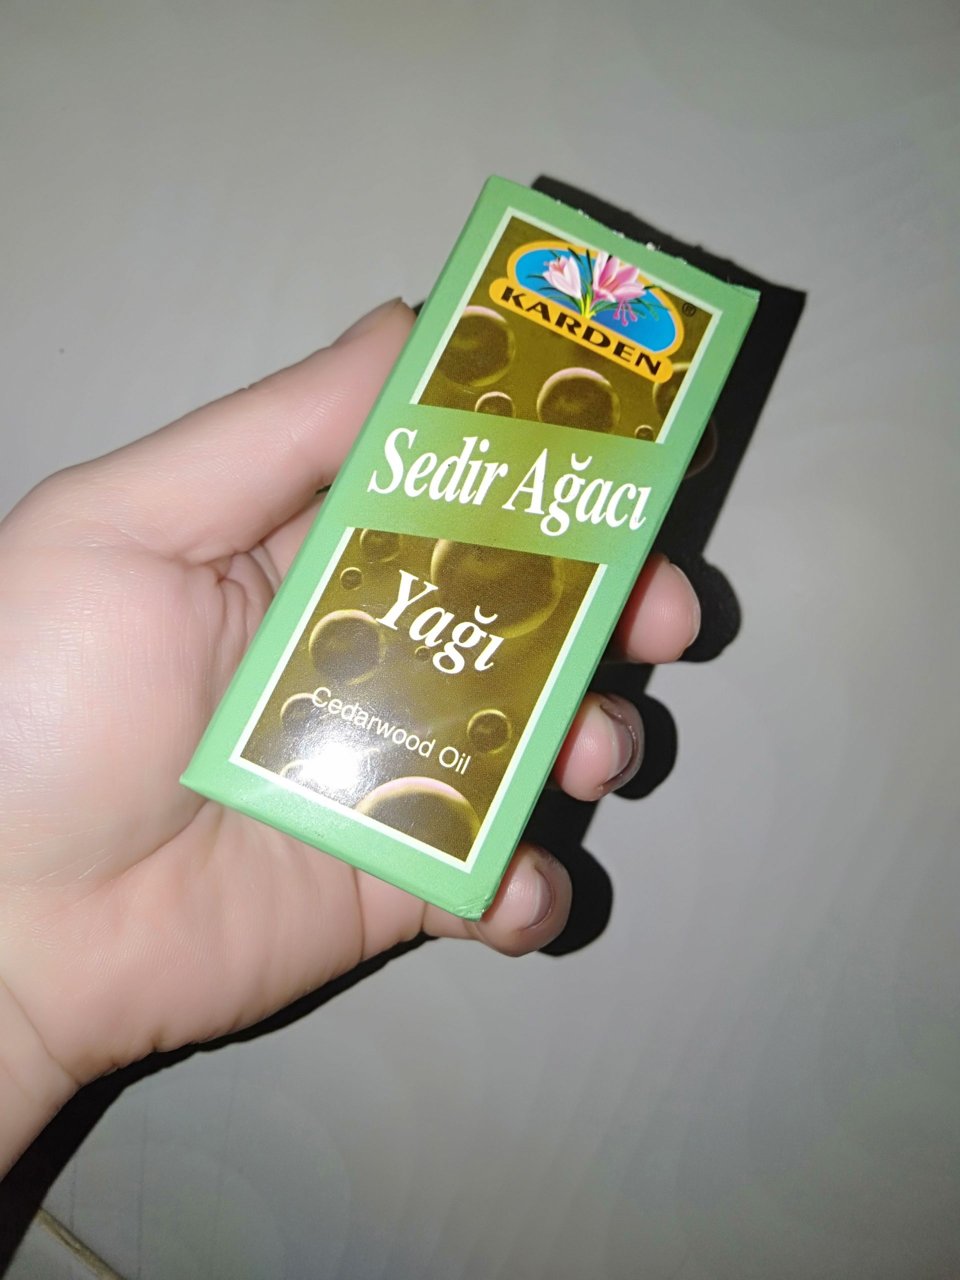 KARDEN
®
Sedir Ağacı
Yağı
Cedarwood Oil